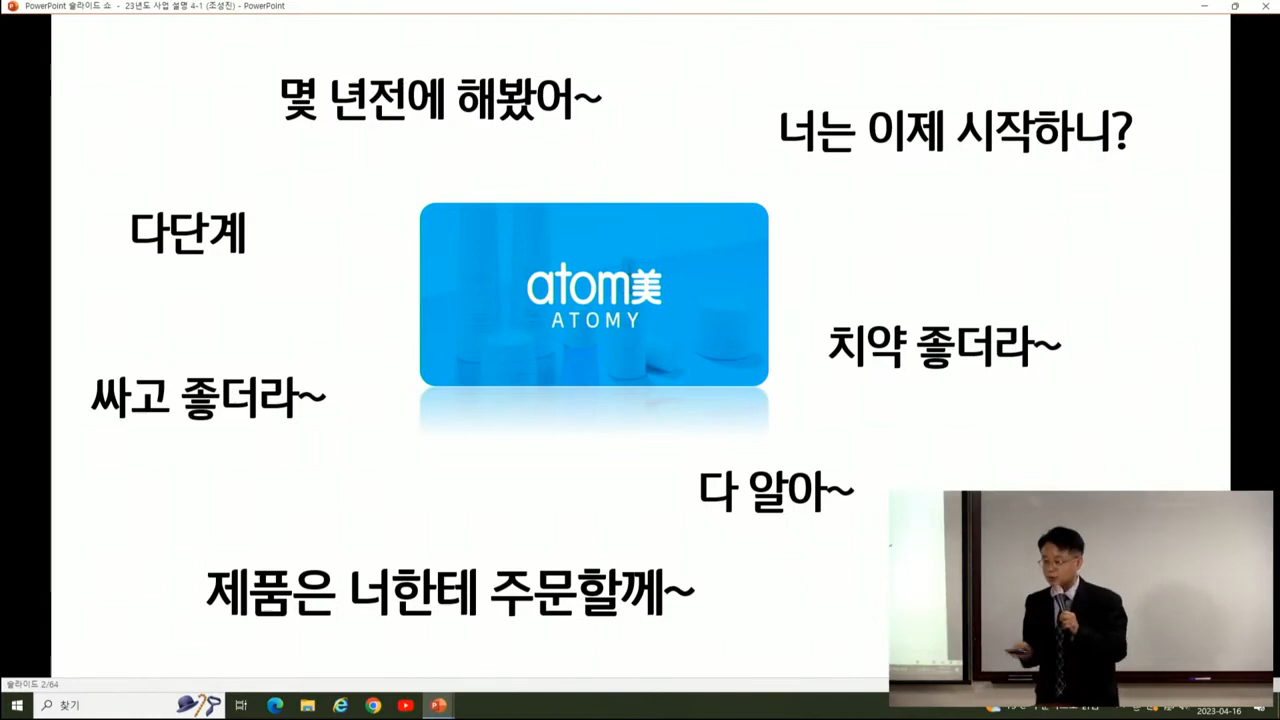 PowerPoint 슬라이드 쇼 - 23년도 사업 설명 4-1 (조성진) - PowerPoint
몇 년전에 해봤어~
너는 이제 시작하니?
다단계
atom美
ATOMY
치약 좋더라~
싸고 좋더라~
다 알아~
제품은 너한테 주문할께~
슬라이드 2/64
찾기
2023-04-16